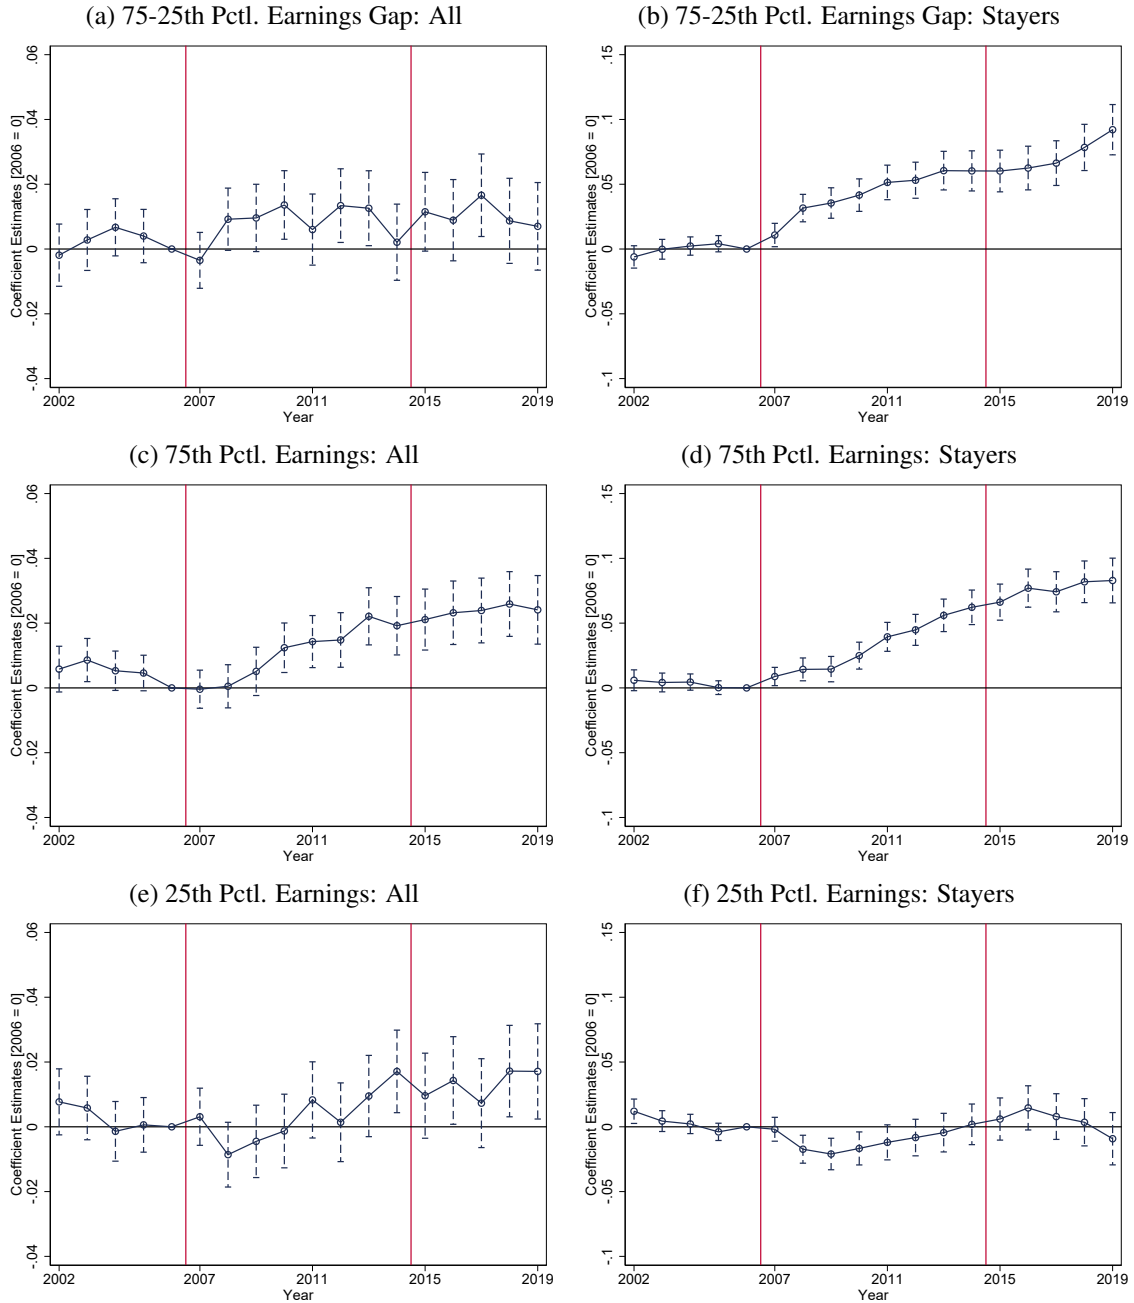 (a) 75-25th Pctl. Earnings Gap: All
Coefficient Estimates [2006 = 0]
.06
.04
.02
0
-.02
-.04
2002 2007 2011 2015 2019
Year
(b) 75-25th Pctl. Earnings Gap: Stayers
Coefficient Estimates [2006 = 0]
.15
.1
.05
0
-.05
-.1
2002 2007 2011 2015 2019
Year
(c) 75th Pctl. Earnings: All
Coefficient Estimates [2006 = 0]
.06
.04
.02
0
-.02
-.04
2002 2007 2011 2015 2019
Year
(d) 75th Pctl. Earnings: Stayers
Coefficient Estimates [2006 = 0]
.15
.1
.05
0
-.05
-.1
2002 2007 2011 2015 2019
Year
(e) 25th Pctl. Earnings: All
Coefficient Estimates [2006 = 0]
.06
.04
.02
0
-.02
-.04
2002 2007 2011 2015 2019
Year
(f) 25th Pctl. Earnings: Stayers
Coefficient Estimates [2006 = 0]
.15
.1
.05
0
-.05
-.1
2002 2007 2011 2015 2019
Year